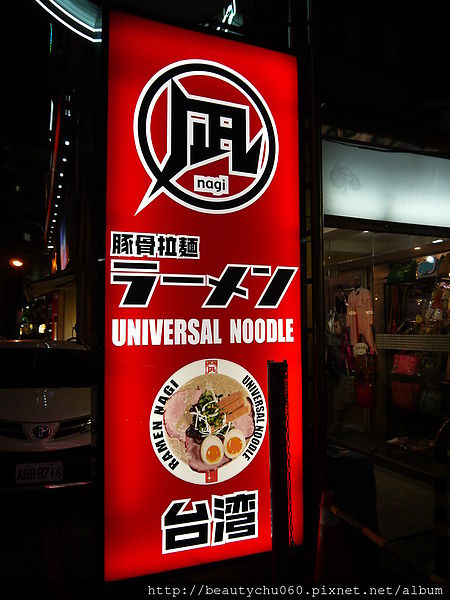 凪
nagi
豚骨拉麺
ラーメン
UNIVERSAL NOODLE
凪
RAMEN NAGI
UNIVERSAL NOODLE
台湾
http://beautychu060.pixnet.net/album